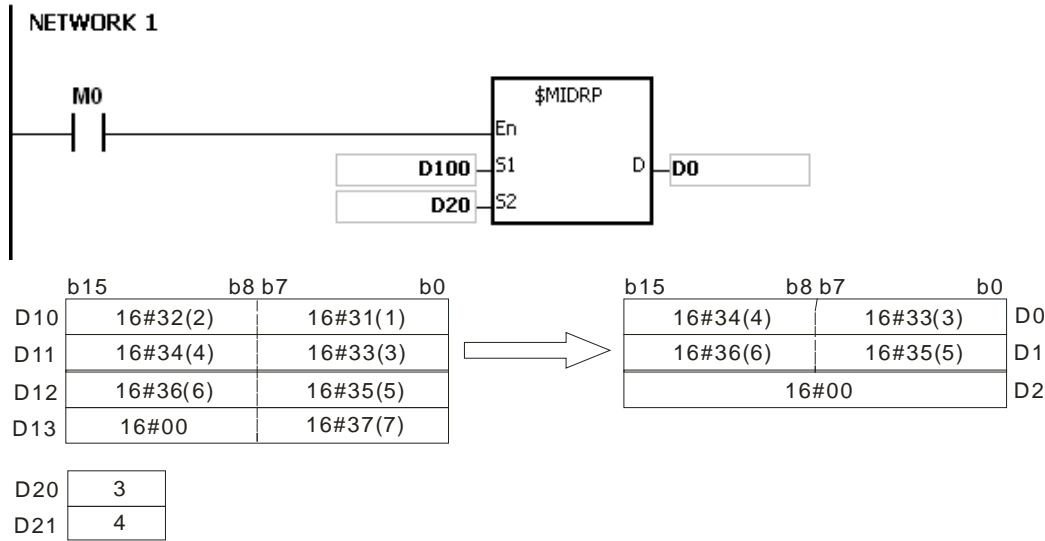 NETWORK 1
M0
$MIDRP
En
D100 S1 D D0
D20 S2
b15 b8 b7 b0 b15 b8 b7 b0
D10 16#32(2) 16#31(1) 16#34(4) 16#33(3) D0
D11 16#34(4) 16#33(3) 16#36(6) 16#35(5) D1
D12 16#36(6) 16#35(5) 16#00 D2
D13 16#00 16#37(7)
D20 3
D21 4